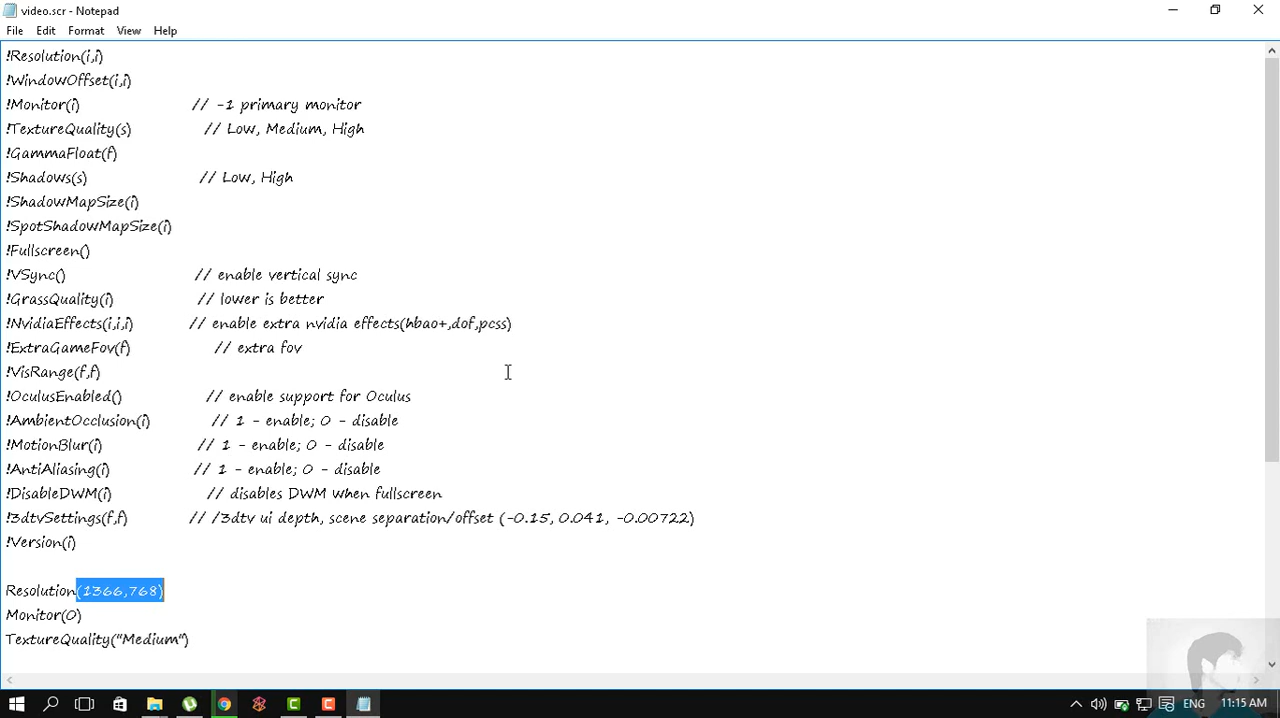 video.scr - Notepad
File Edit Format View Help
!Resolution(i,i)
!WindowOffset(i,i)
!Monitor(i) // -1 primary monitor
!TextureQuality(s) // Low, Medium, High
!GammaFloat(f)
!Shadows(s) // Low, High
!ShadowMapSize(i)
!SpotShadowMapSize(i)
!Fullscreen()
!VSync() // enable vertical sync
!GrassQuality(i) // lower is better
!NvidiaEffects(i,i,i) // enable extra nvidia effects(hbao+,dof,pcss)
!ExtraGameFov(f) // extra fov
!VisRange(f,f)
!OculusEnabled() // enable support for Oculus
!AmbientOcclusion(i) // 1 - enable; 0 - disable
!MotionBlur(i) // 1 - enable; 0 - disable
!AntiAliasing(i) // 1 - enable; 0 - disable
!DisableDWM(i) // disables DWM when fullscreen
!3dtvSettings(f,f) // /3dtv ui depth, scene separation/offset (-0.15, 0.041, -0.00722)
!Version(i)
Resolution(1366,768)
Monitor(0)
TextureQuality("Medium")
ENG 11:15 AM